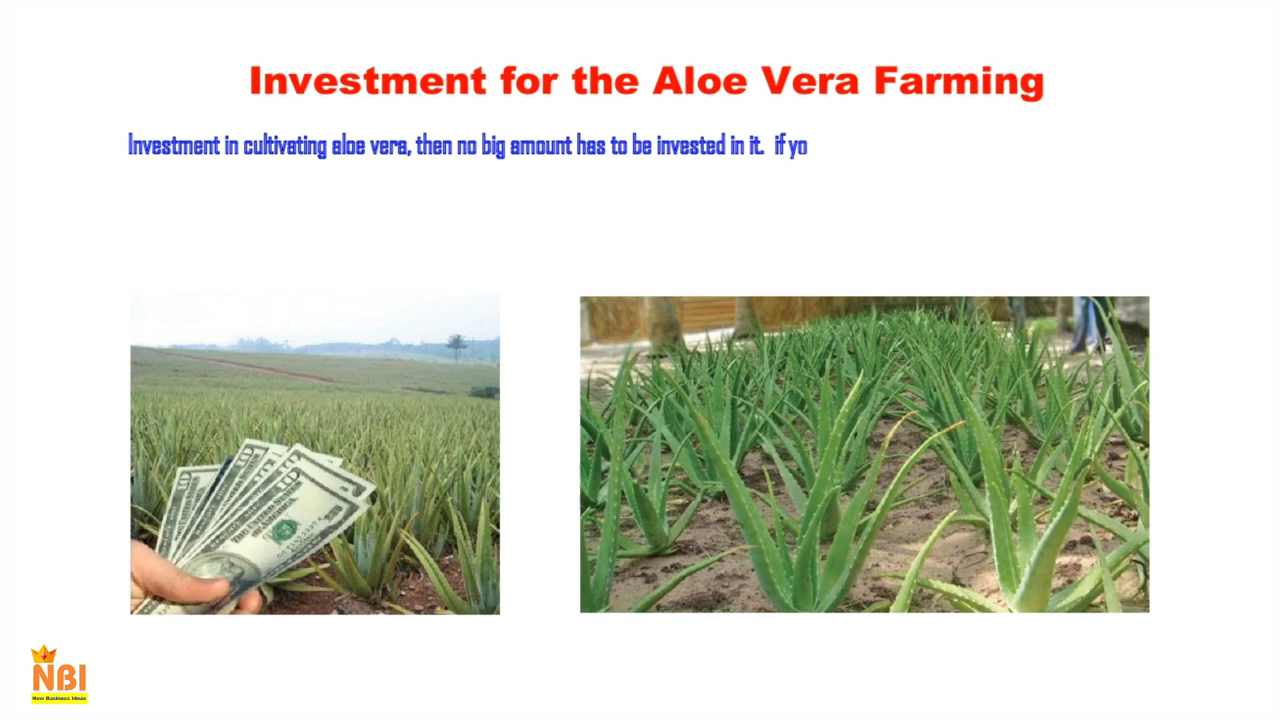 Investment for the Aloe Vera Farming
Investment in cultivating aloe vera, then no big amount has to be invested in it.  if yo
NBI
New Business Ideas